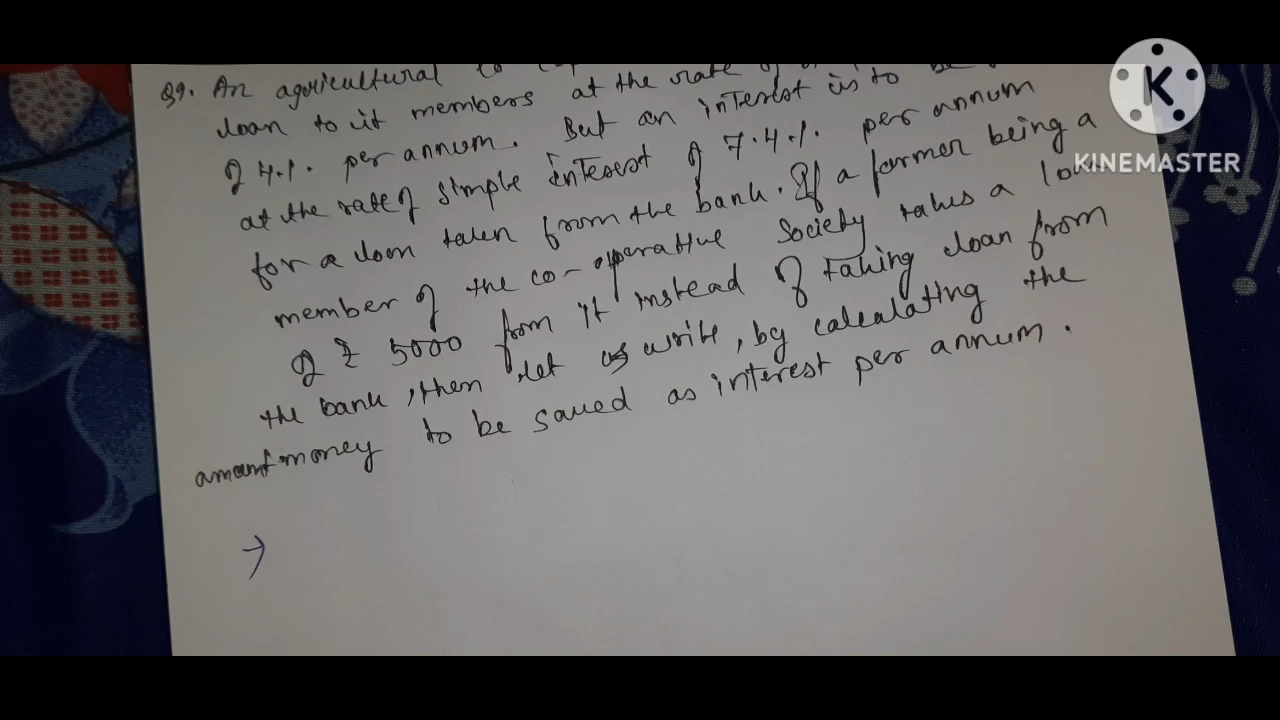 Q9. An agricultural co
loan to it members at the rate of
of 4.1. per annum. But an interest is to be
at the rate of simple interest of 7.4.1. per annum
for a loan taken from the bank. If a farmer being a
member of the co-operative society takes a loan
of ₹ 5000 from it instead of taking loan from
the bank, then let us write, by calculating the
amount money to be saved as interest per annum.
→
K
KINEMASTER